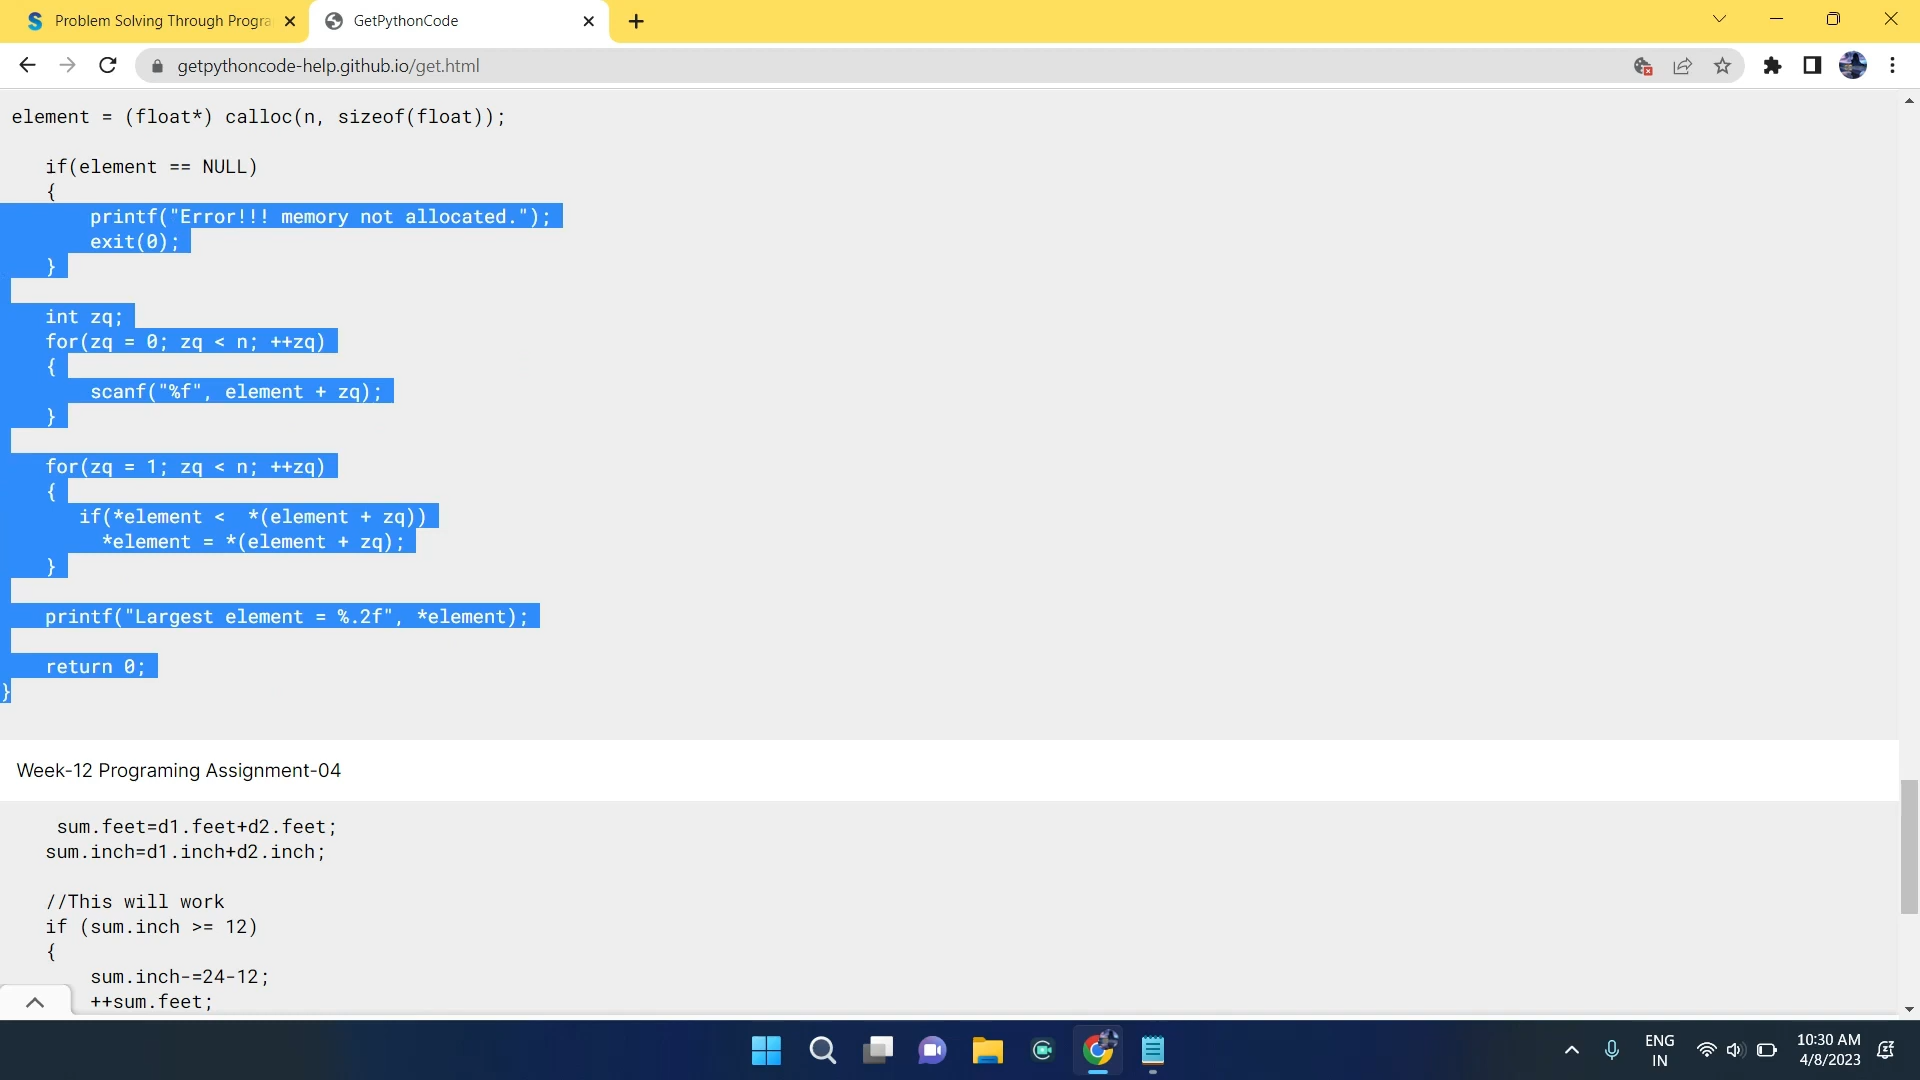 Problem Solving Through Progra
GetPythonCode
getpythoncode-help.github.io/get.html
element = (float*) calloc(n, sizeof(float));
if(element == NULL)
{
printf("Error!!! memory not allocated.");
exit(0);
}
int zq;
for(zq = 0; zq < n; ++zq)
{
scanf("%f", element + zq);
}
for(zq = 1; zq < n; ++zq)
{
if(*element <  *(element + zq))
*element = *(element + zq);
}
printf("Largest element = %.2f", *element);
return 0;
}
Week-12 Programing Assignment-04
sum.feet=d1.feet+d2.feet;
sum.inch=d1.inch+d2.inch;
//This will work
if (sum.inch >= 12)
{
sum.inch-=24-12;
++sum.feet;
ENG
IN
10:30 AM
4/8/2023